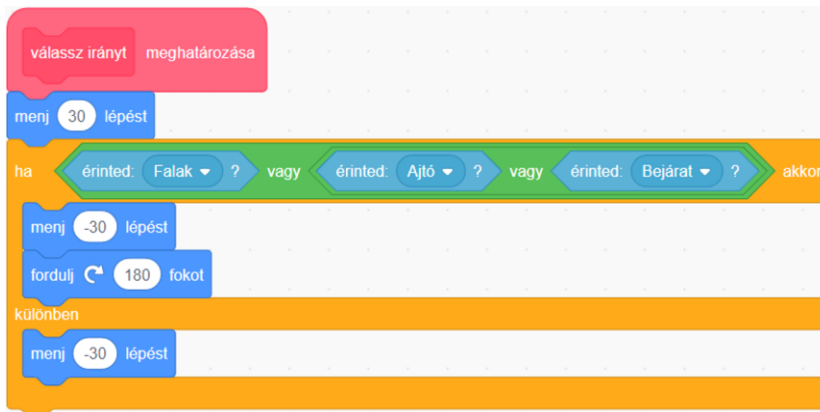 válassz irányt meghatározása
menj 30 lépést
ha érinted: Falak ? vagy érinted: Ajtó ? vagy érinted: Bejárat ? akkor
menj -30 lépést
fordulj 180 fokot
különben
menj -30 lépést